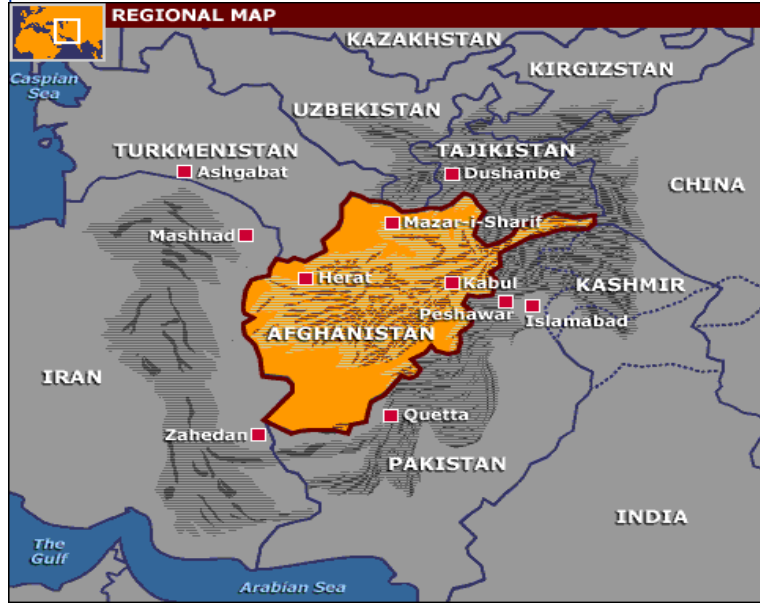 REGIONAL MAP
KAZAKHSTAN
KIRGIZSTAN
Caspian
Sea
UZBEKISTAN
TURKMENISTAN
TAJIKISTAN
Ashgabat
Dushanbe
CHINA
Mazar-i-Sharif
Mashhad
Herat
Kabul
KASHMIR
Peshawar
Islamabad
AFGHANISTAN
IRAN
Quetta
Zahedan
PAKISTAN
INDIA
The
Gulf
Arabian Sea